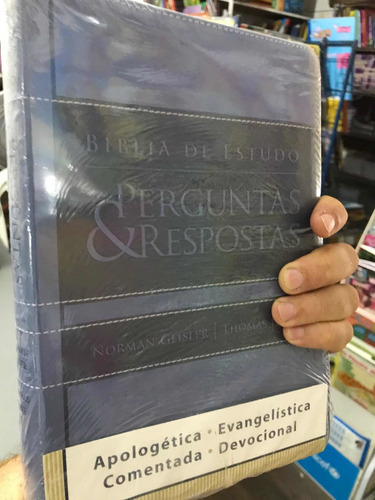 BÍBLIA DE ESTUDO
PERGUNTAS
& RESPOSTAS
NORMAN GEISLER | THOMAS
Apologética • Evangelística
Comentada • Devocional